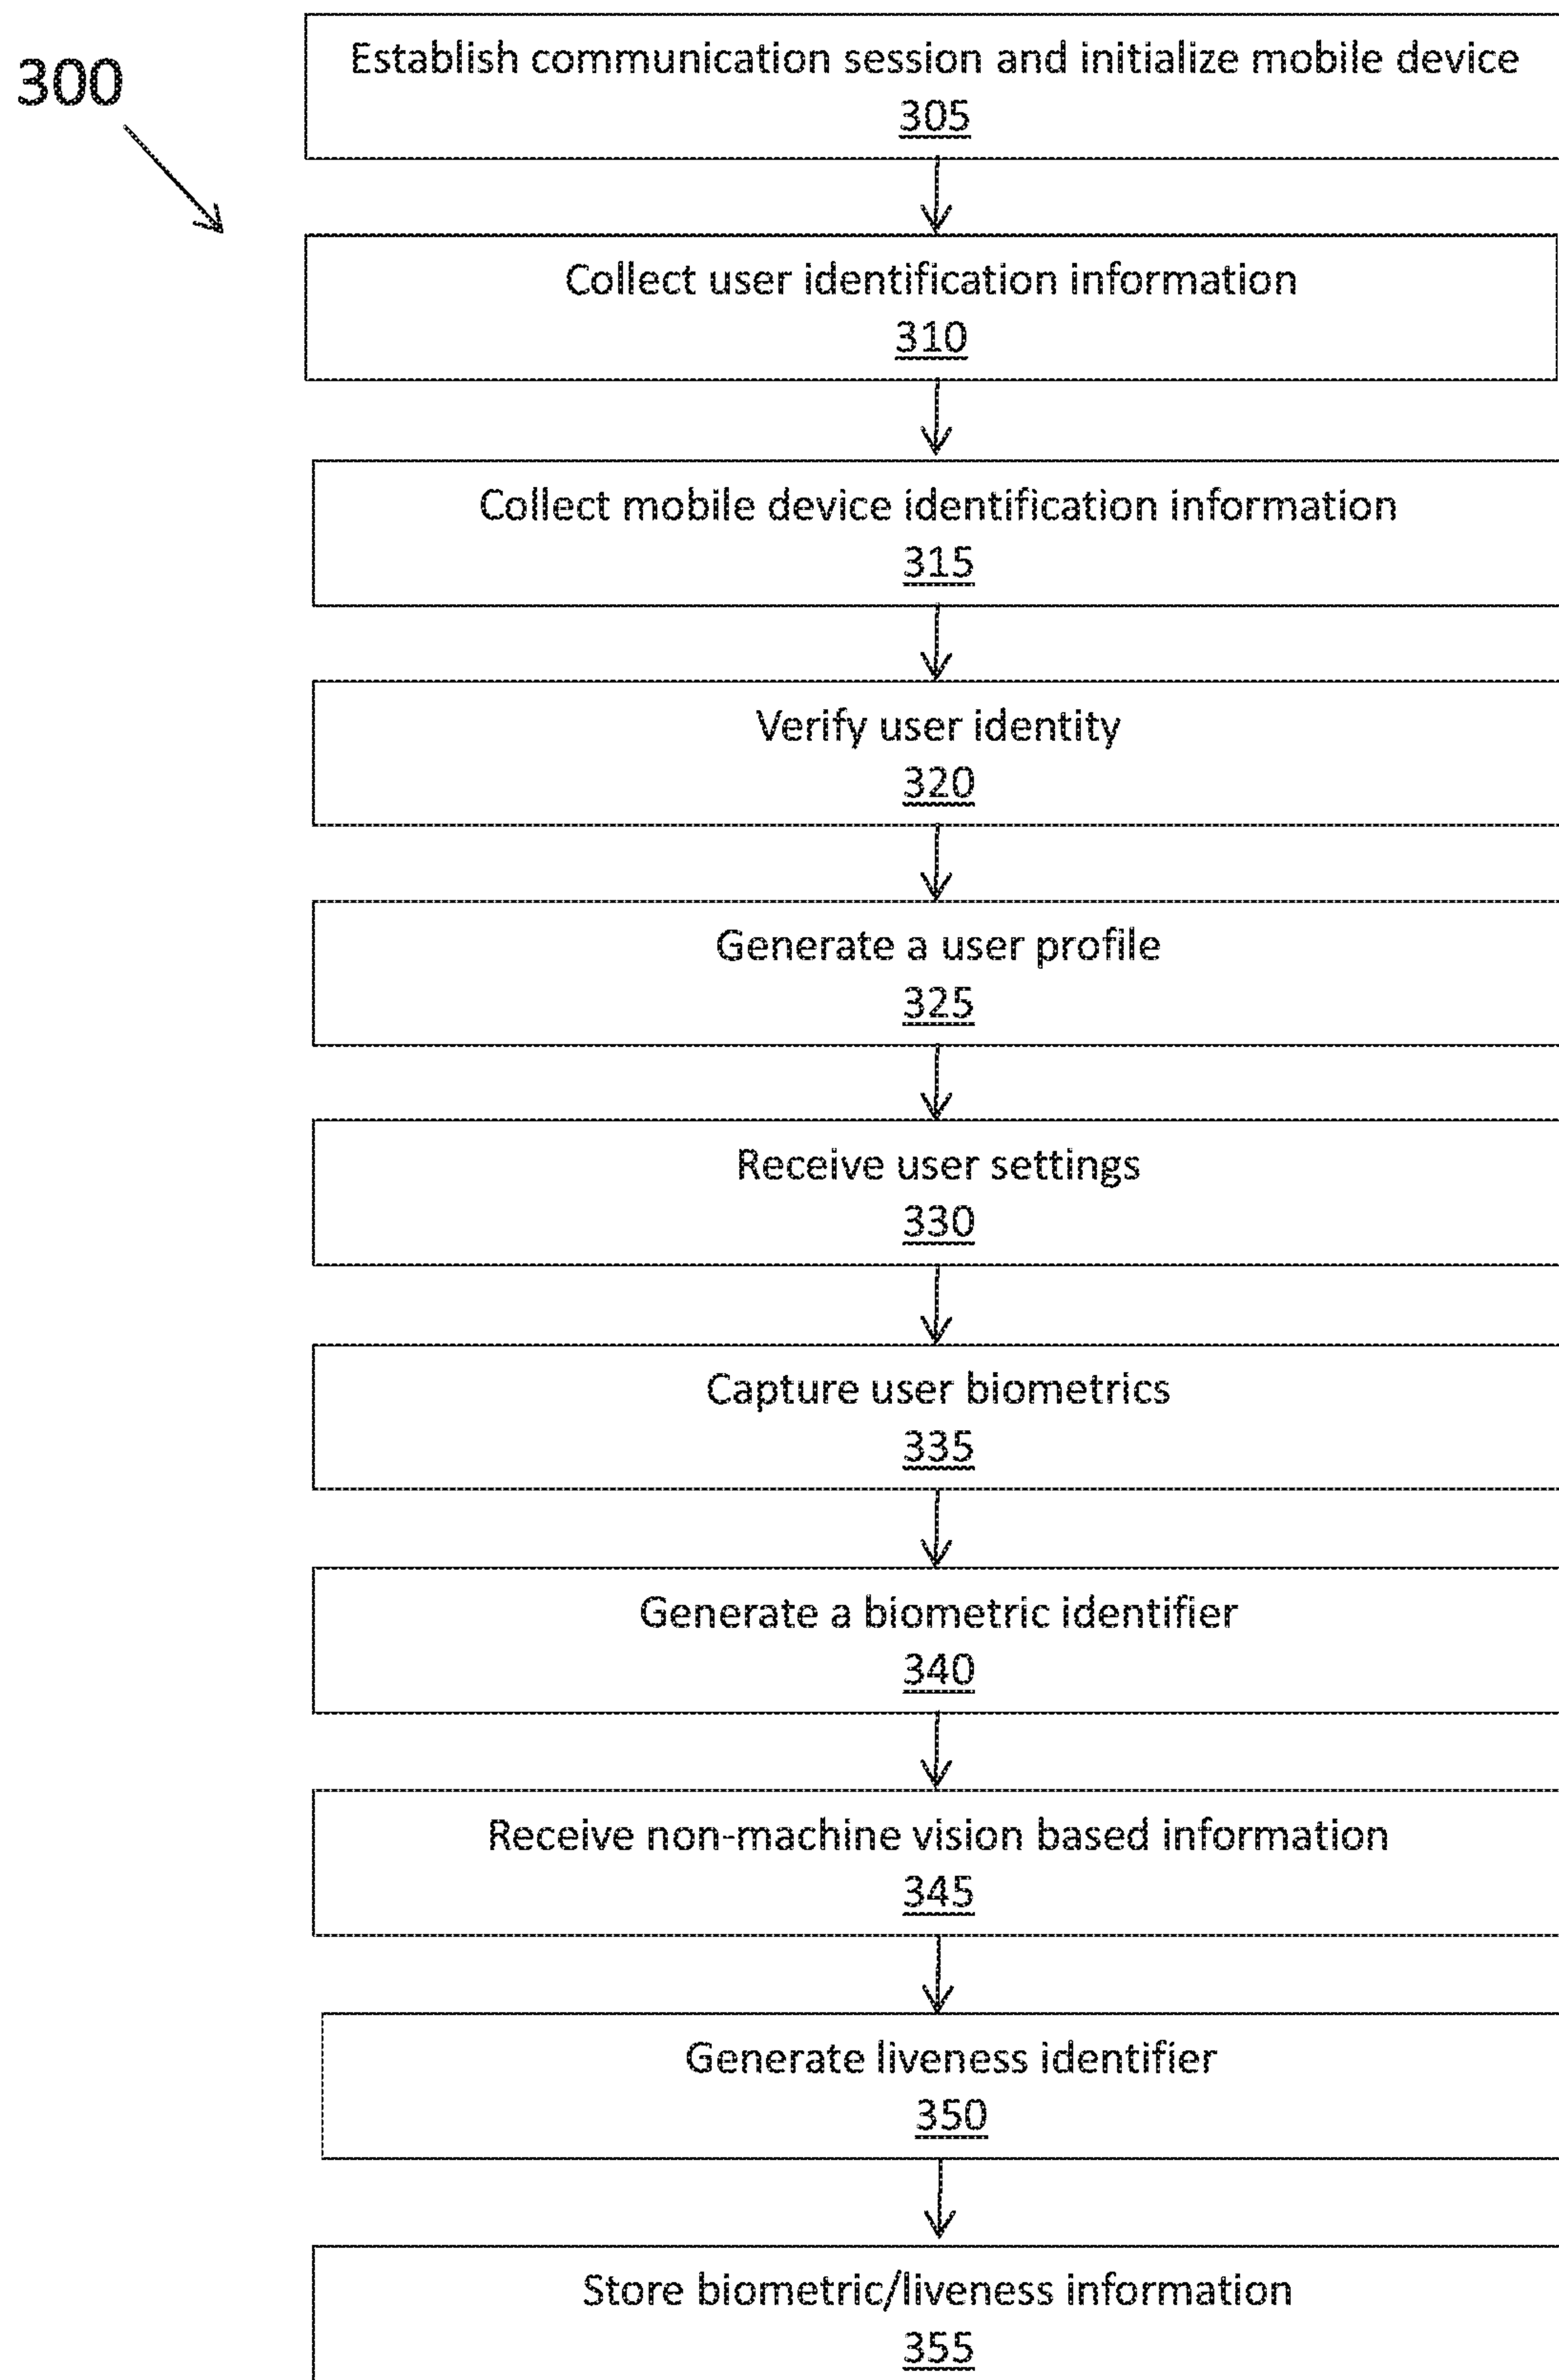 300
Establish communication session and initialize mobile device
305
Collect user identification information
310
Collect mobile device identification information
315
Verify user identity
320
Generate a user profile
325
Receive user settings
330
Capture user biometrics
335
Generate a biometric identifier
340
Receive non-machine vision based information
345
Generate liveness identifier
350
Store biometric/liveness information
355